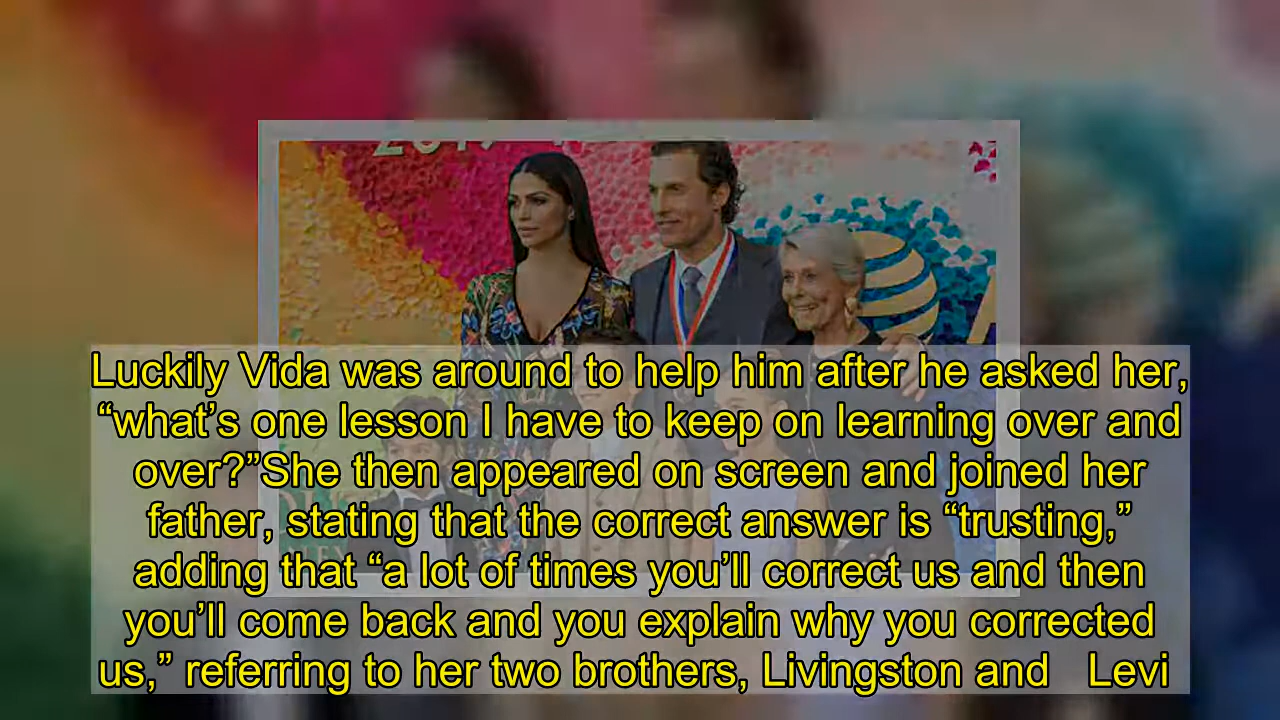 2017
Luckily Vida was around to help him after he asked her,
“what’s one lesson I have to keep on learning over and
over?”She then appeared on screen and joined her
father, stating that the correct answer is “trusting,”
adding that “a lot of times you’ll correct us and then
you’ll come back and you explain why you corrected
us,” referring to her two brothers, Livingston and   Levi